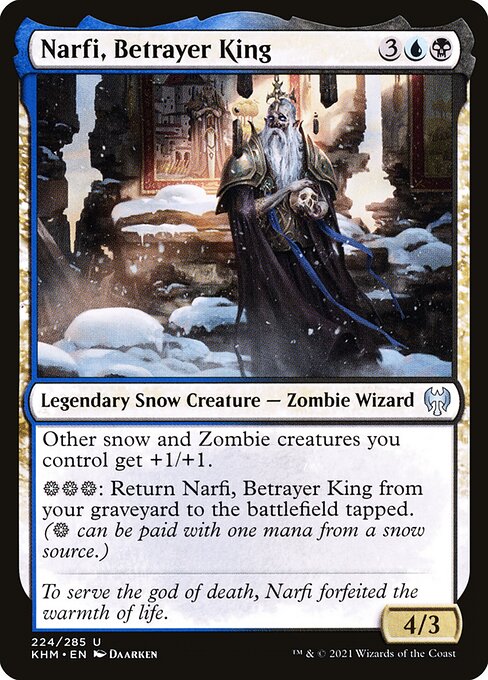 Narfi, Betrayer King 3
Legendary Snow Creature — Zombie Wizard
Other snow and Zombie creatures you
control get +1/+1.
: Return Narfi, Betrayer King from
your graveyard to the battlefield tapped.
( can be paid with one mana from a snow
source.)
To serve the god of death, Narfi forfeited the
warmth of life.
4/3
224/285 U
KHM • EN DAARKEN
™ & © 2021 Wizards of the Coast